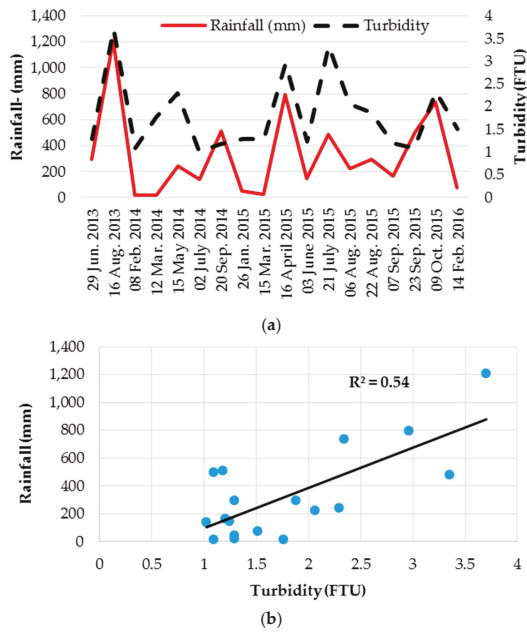 Rainfall (mm) Turbidity
Rainfall- (mm)
1,400
1,200
1,000
800
600
400
200
0
4
3.5
3
2.5
2
1.5
1
0.5
0
Turbidity (FTU)
29 Jun. 2013
16 Aug. 2013
08 Feb. 2014
12 Mar. 2014
15 May 2014
02 July 2014
20 Sep. 2014
26 Jan. 2015
15 Mar. 2015
16 April 2015
03 June 2015
21 July 2015
06 Aug. 2015
22 Aug. 2015
07 Sep. 2015
23 Sep. 2015
09 Oct. 2015
14 Feb. 2016
(a)
Rainfall (mm)
1,400
1,200
1,000
800
600
400
200
0
R² = 0.54
0 0.5 1 1.5 2 2.5 3 3.5 4
Turbidity (FTU)
(b)